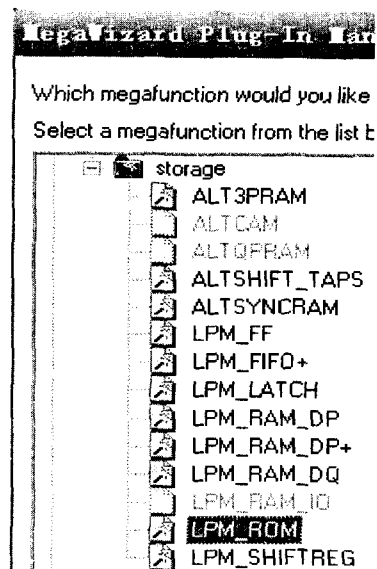 MegaWizard Plug-In Man
Which megafunction would you like
Select a megafunction from the list b
storage
ALT3PRAM
ALTCAM
ALTQPRAM
ALTSHIFT_TAPS
ALTSYNCRAM
LPM_FF
LPM_FIFO+
LPM_LATCH
LPM_RAM_DP
LPM_RAM_DP+
LPM_RAM_DQ
LPM_RAM_IO
LPM_ROM
LPM_SHIFTREG